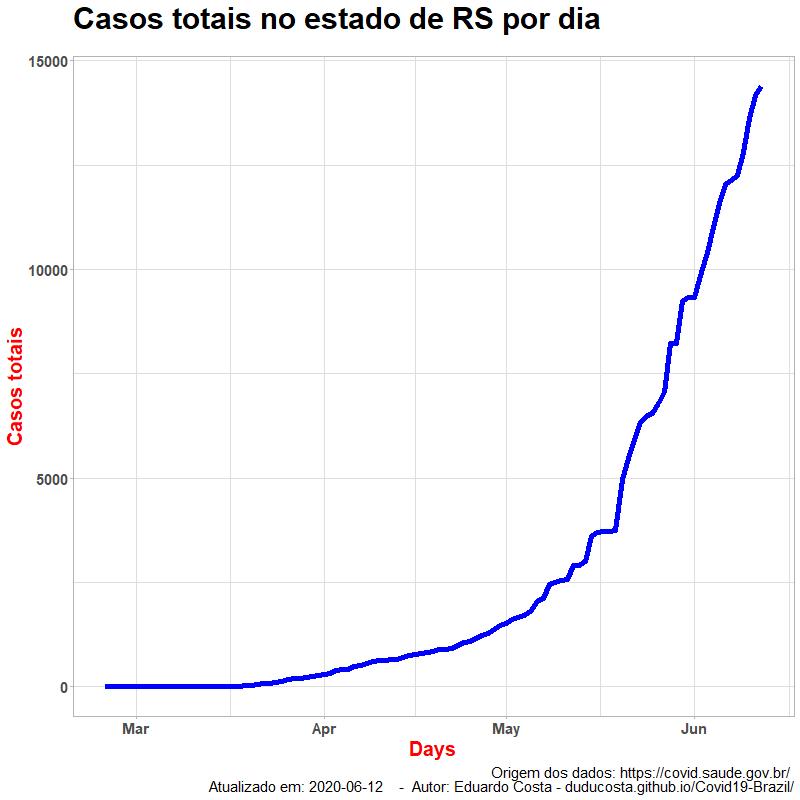 Casos totais no estado de RS por dia
15000
10000
5000
0
Casos totais
Mar Apr May Jun
Days
Origem dos dados: https://covid.saude.gov.br/
Atualizado em: 2020-06-12 - Autor: Eduardo Costa - duducosta.github.io/Covid19-Brazil/